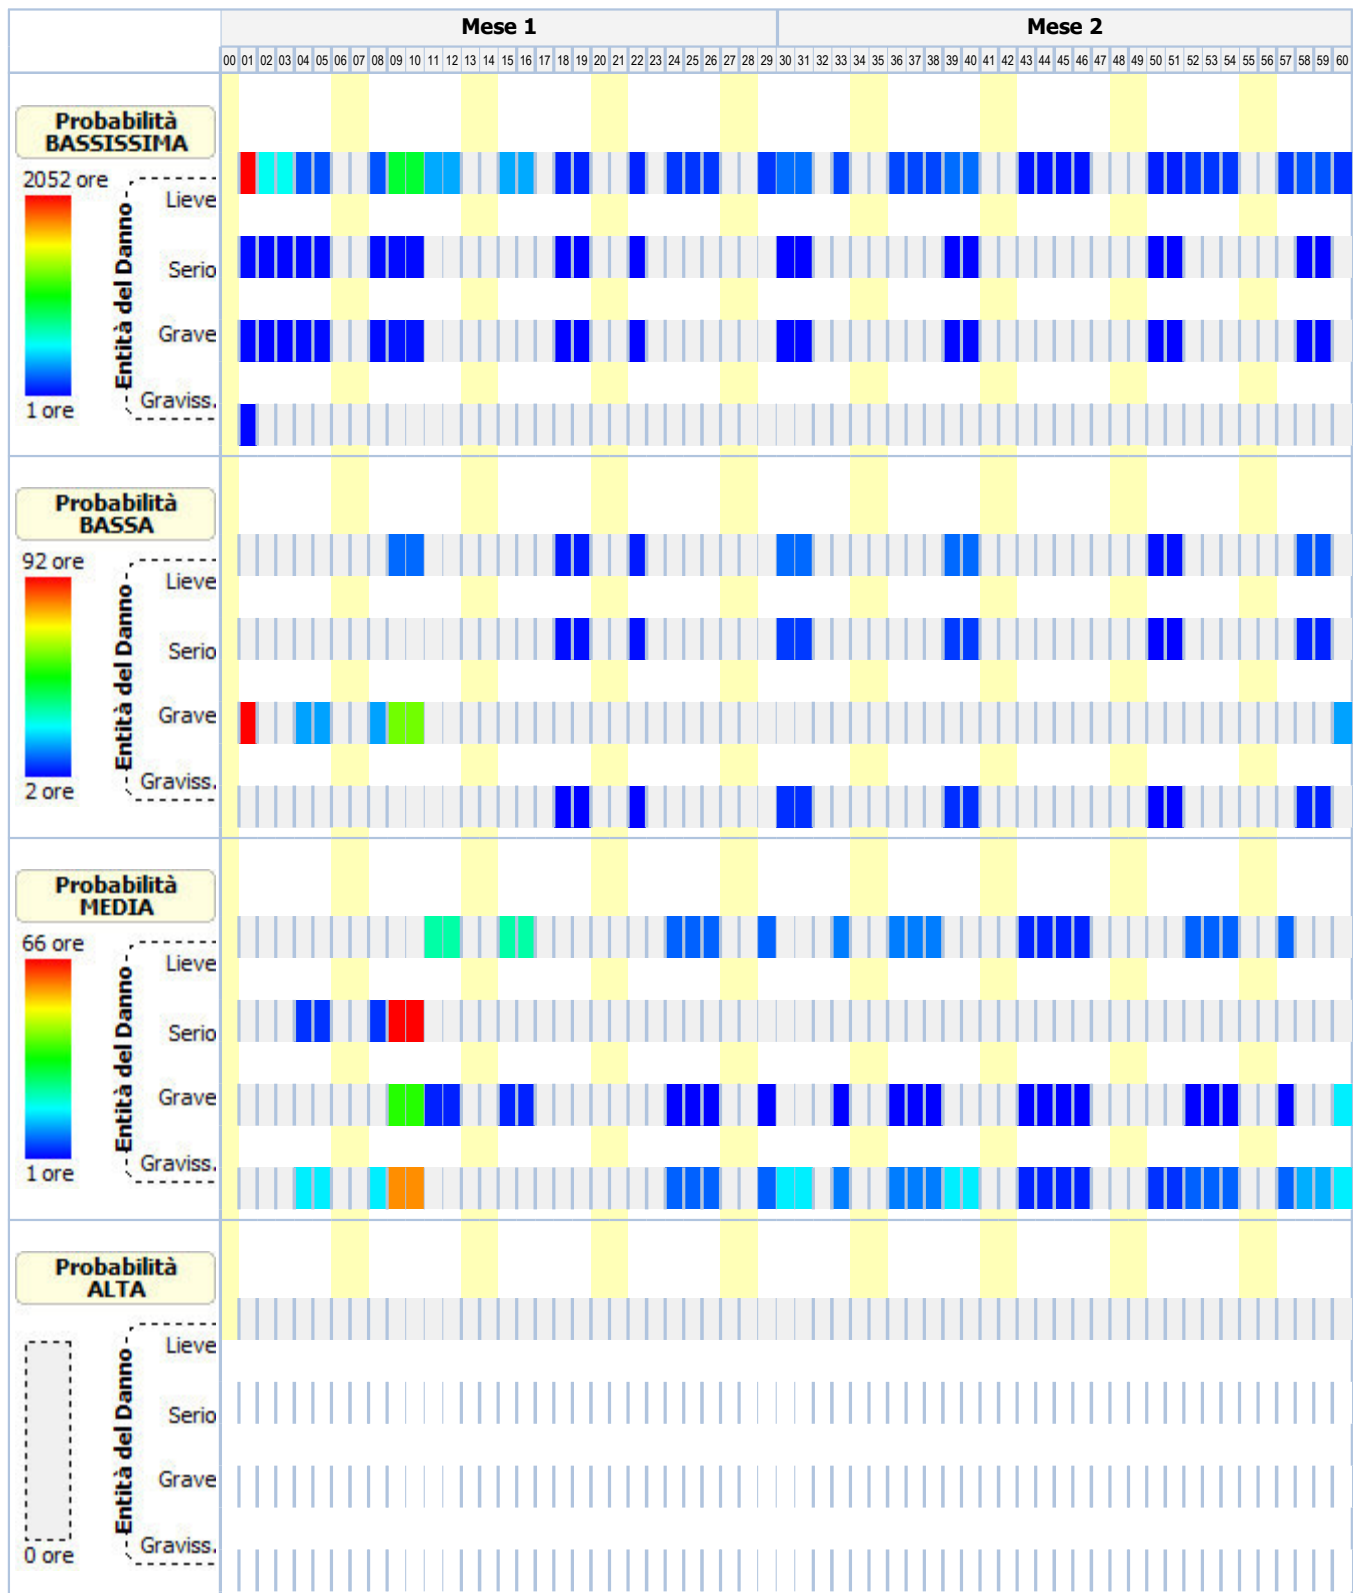 Mese 1 Mese 2
00 01 02 03 04 05 06 07 08 09 10 11 12 13 14 15 16 17 18 19 20 21 22 23 24 25 26 27 28 29 30 31 32 33 34 35 36 37 38 39 40 41 42 43 44 45 46 47 48 49 50 51 52 53 54 55 56 57 58 59 60
Probabilità
BASSISSIMA
2052 ore
Lieve
Serio
Grave
Graviss.
Entità del Danno
1 ore
Probabilità
BASSA
92 ore
Lieve
Serio
Grave
Graviss.
Entità del Danno
2 ore
Probabilità
MEDIA
66 ore
Lieve
Serio
Grave
Graviss.
Entità del Danno
1 ore
Probabilità
ALTA
Lieve
Serio
Grave
Graviss.
Entità del Danno
0 ore